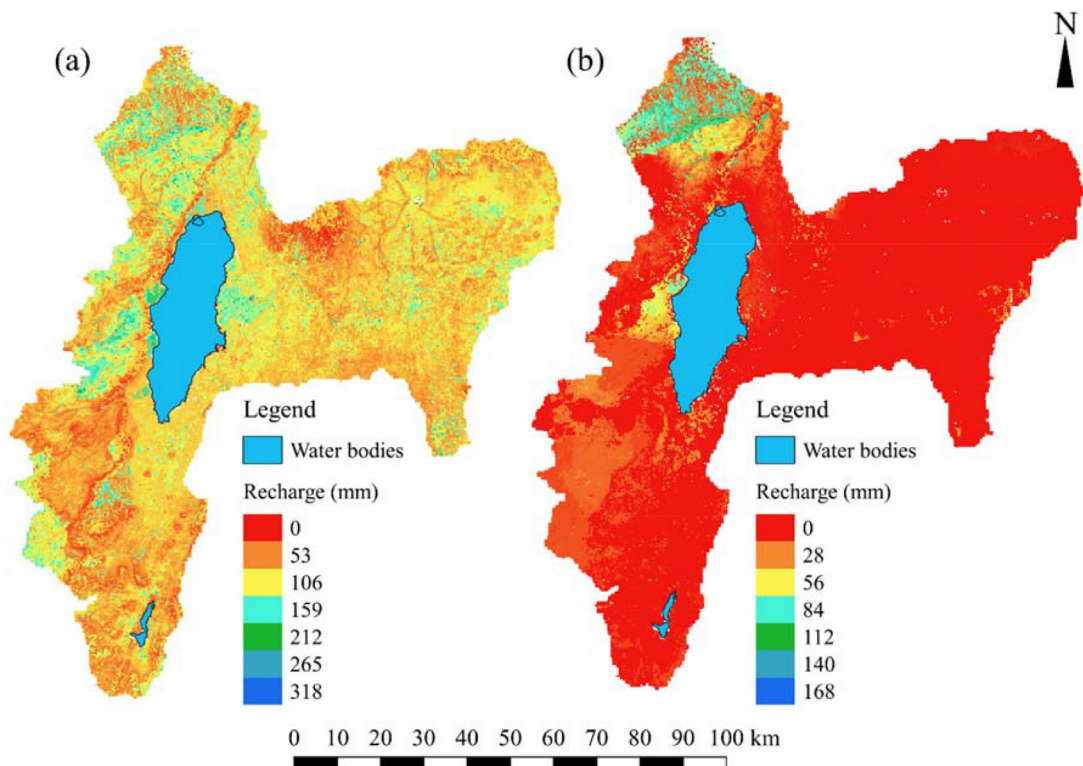 N
(a)
(b)
Legend
Water bodies
Recharge (mm)
0
53
106
159
212
265
318
Legend
Water bodies
Recharge (mm)
0
28
56
84
112
140
168
0 10 20 30 40 50 60 70 80 90 100 km